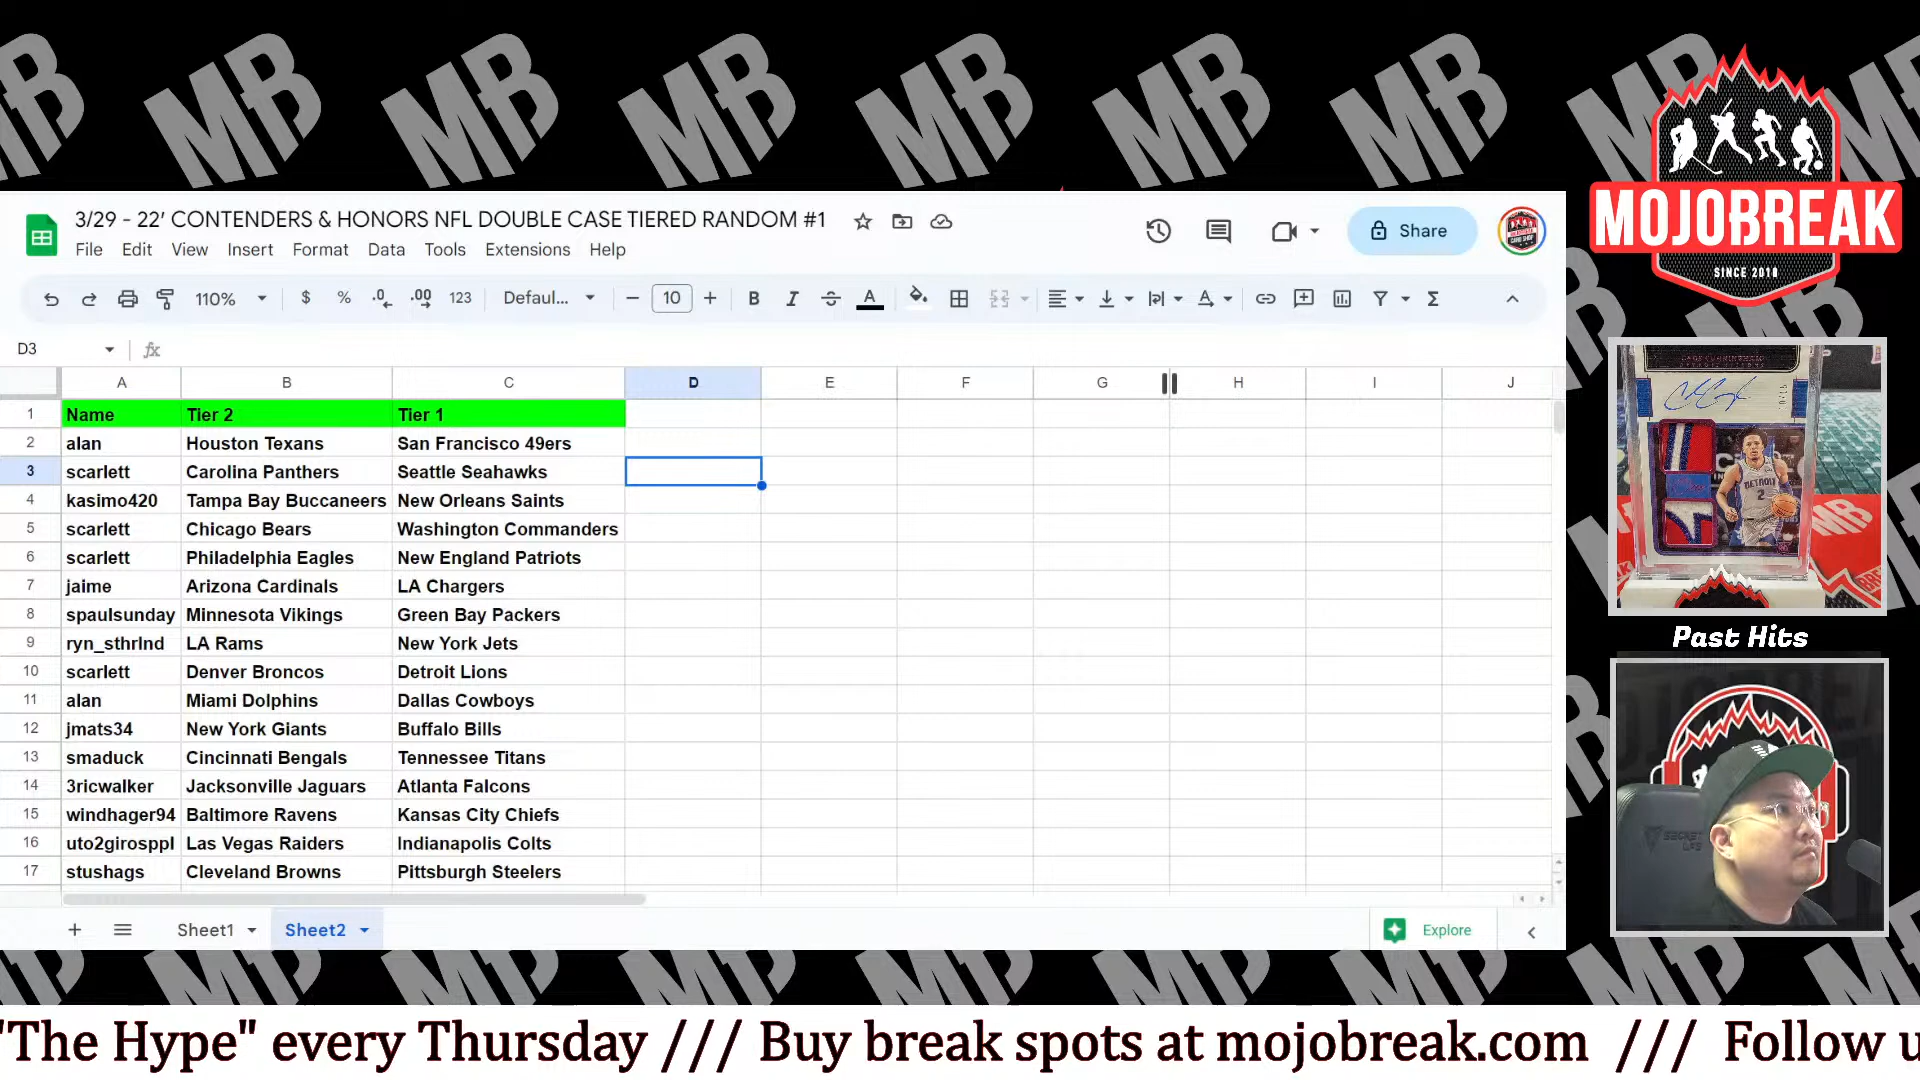 3/29 - 22' CONTENDERS & HONORS NFL DOUBLE CASE TIERED RANDOM #1
File Edit View Insert Format Data Tools Extensions Help
Share
110% $ % .0 .00 123 Defaul... 10 B I A
D3 fx
A B C D E F G H I J
1 Name Tier 2 Tier 1
2 alan Houston Texans San Francisco 49ers
3 scarlett Carolina Panthers Seattle Seahawks
4 kasimo420 Tampa Bay Buccaneers New Orleans Saints
5 scarlett Chicago Bears Washington Commanders
6 scarlett Philadelphia Eagles New England Patriots
7 jaime Arizona Cardinals LA Chargers
8 spaulsunday Minnesota Vikings Green Bay Packers
9 ryn_sthrlnd LA Rams New York Jets
10 scarlett Denver Broncos Detroit Lions
11 alan Miami Dolphins Dallas Cowboys
12 jmats34 New York Giants Buffalo Bills
13 smaduck Cincinnati Bengals Tennessee Titans
14 3ricwalker Jacksonville Jaguars Atlanta Falcons
15 windhager94 Baltimore Ravens Kansas City Chiefs
16 uto2girosppl Las Vegas Raiders Indianapolis Colts
17 stushags Cleveland Browns Pittsburgh Steelers
Sheet1 Sheet2 Explore
MB
MOJOBREAK
SINCE 2018
DETROIT
2
Past Hits
"The Hype" every Thursday /// Buy break spots at mojobreak.com /// Follow u